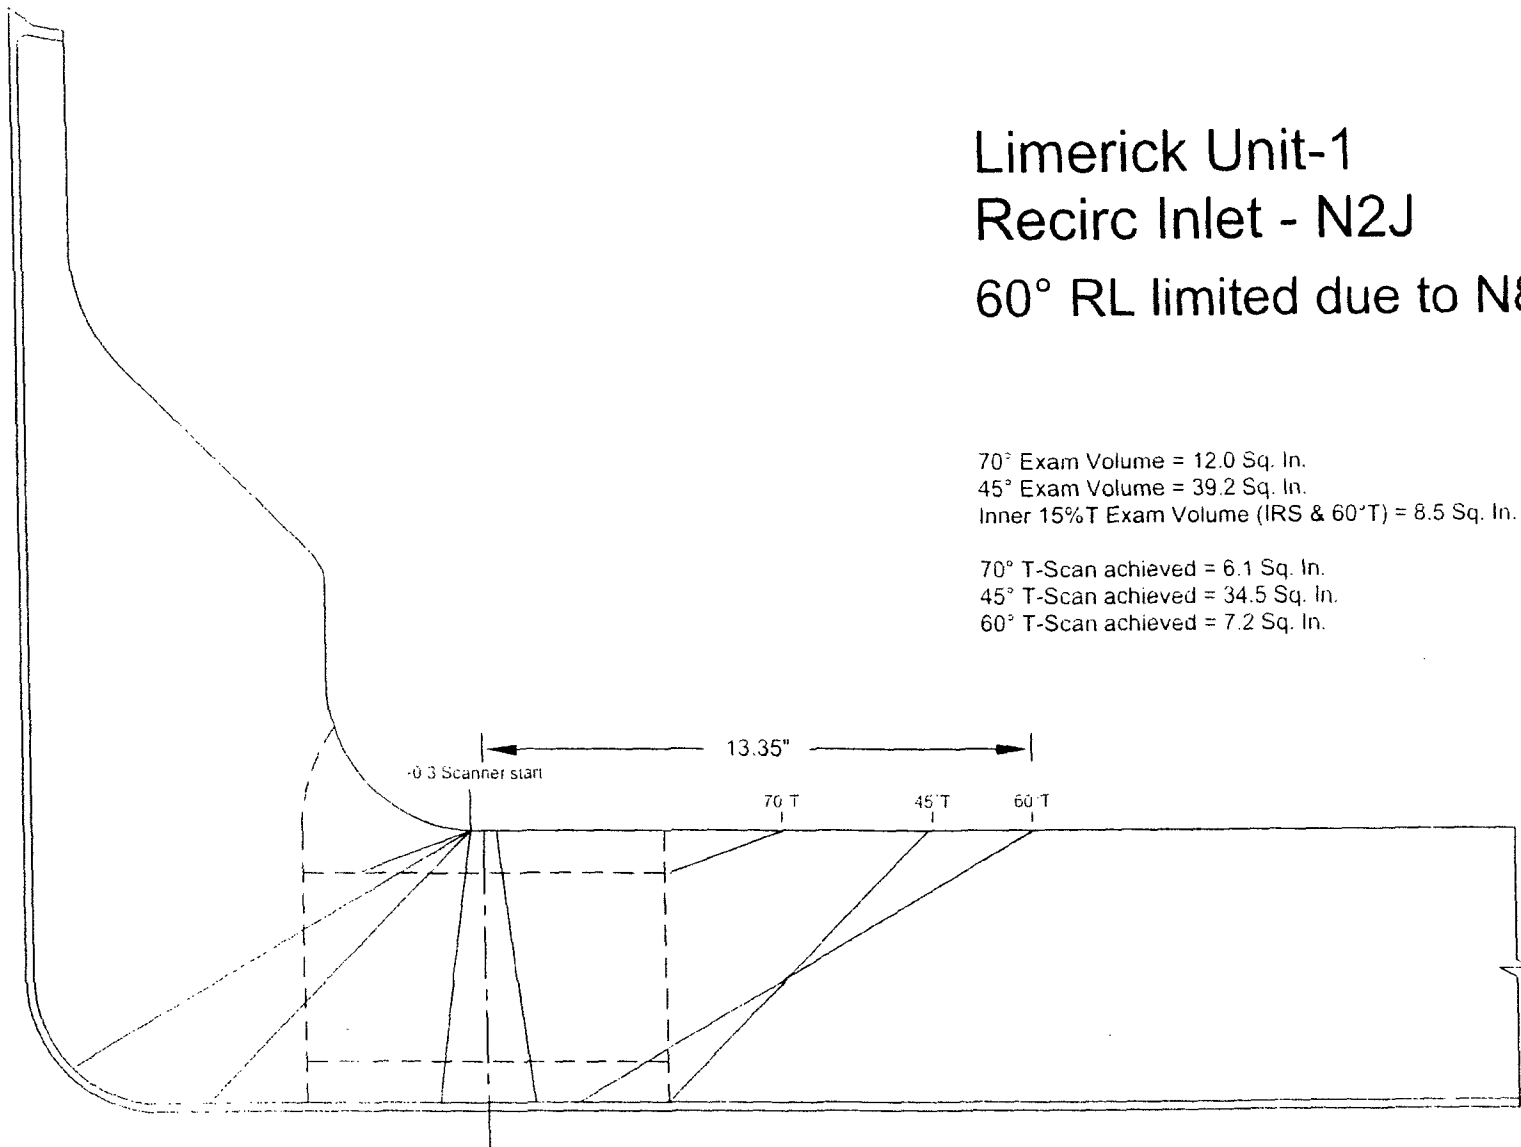 Limerick Unit-1
Recirc Inlet - N2J
60° RL limited due to N8
70° Exam Volume = 12.0 Sq. In.
45° Exam Volume = 39.2 Sq. In.
Inner 15%T Exam Volume (IRS & 60°T) = 8.5 Sq. In.
70° T-Scan achieved = 6.1 Sq. In.
45° T-Scan achieved = 34.5 Sq. In.
60° T-Scan achieved = 7.2 Sq. In.
13.35"
-0.3 Scanner start
70°T
45°T
60°T